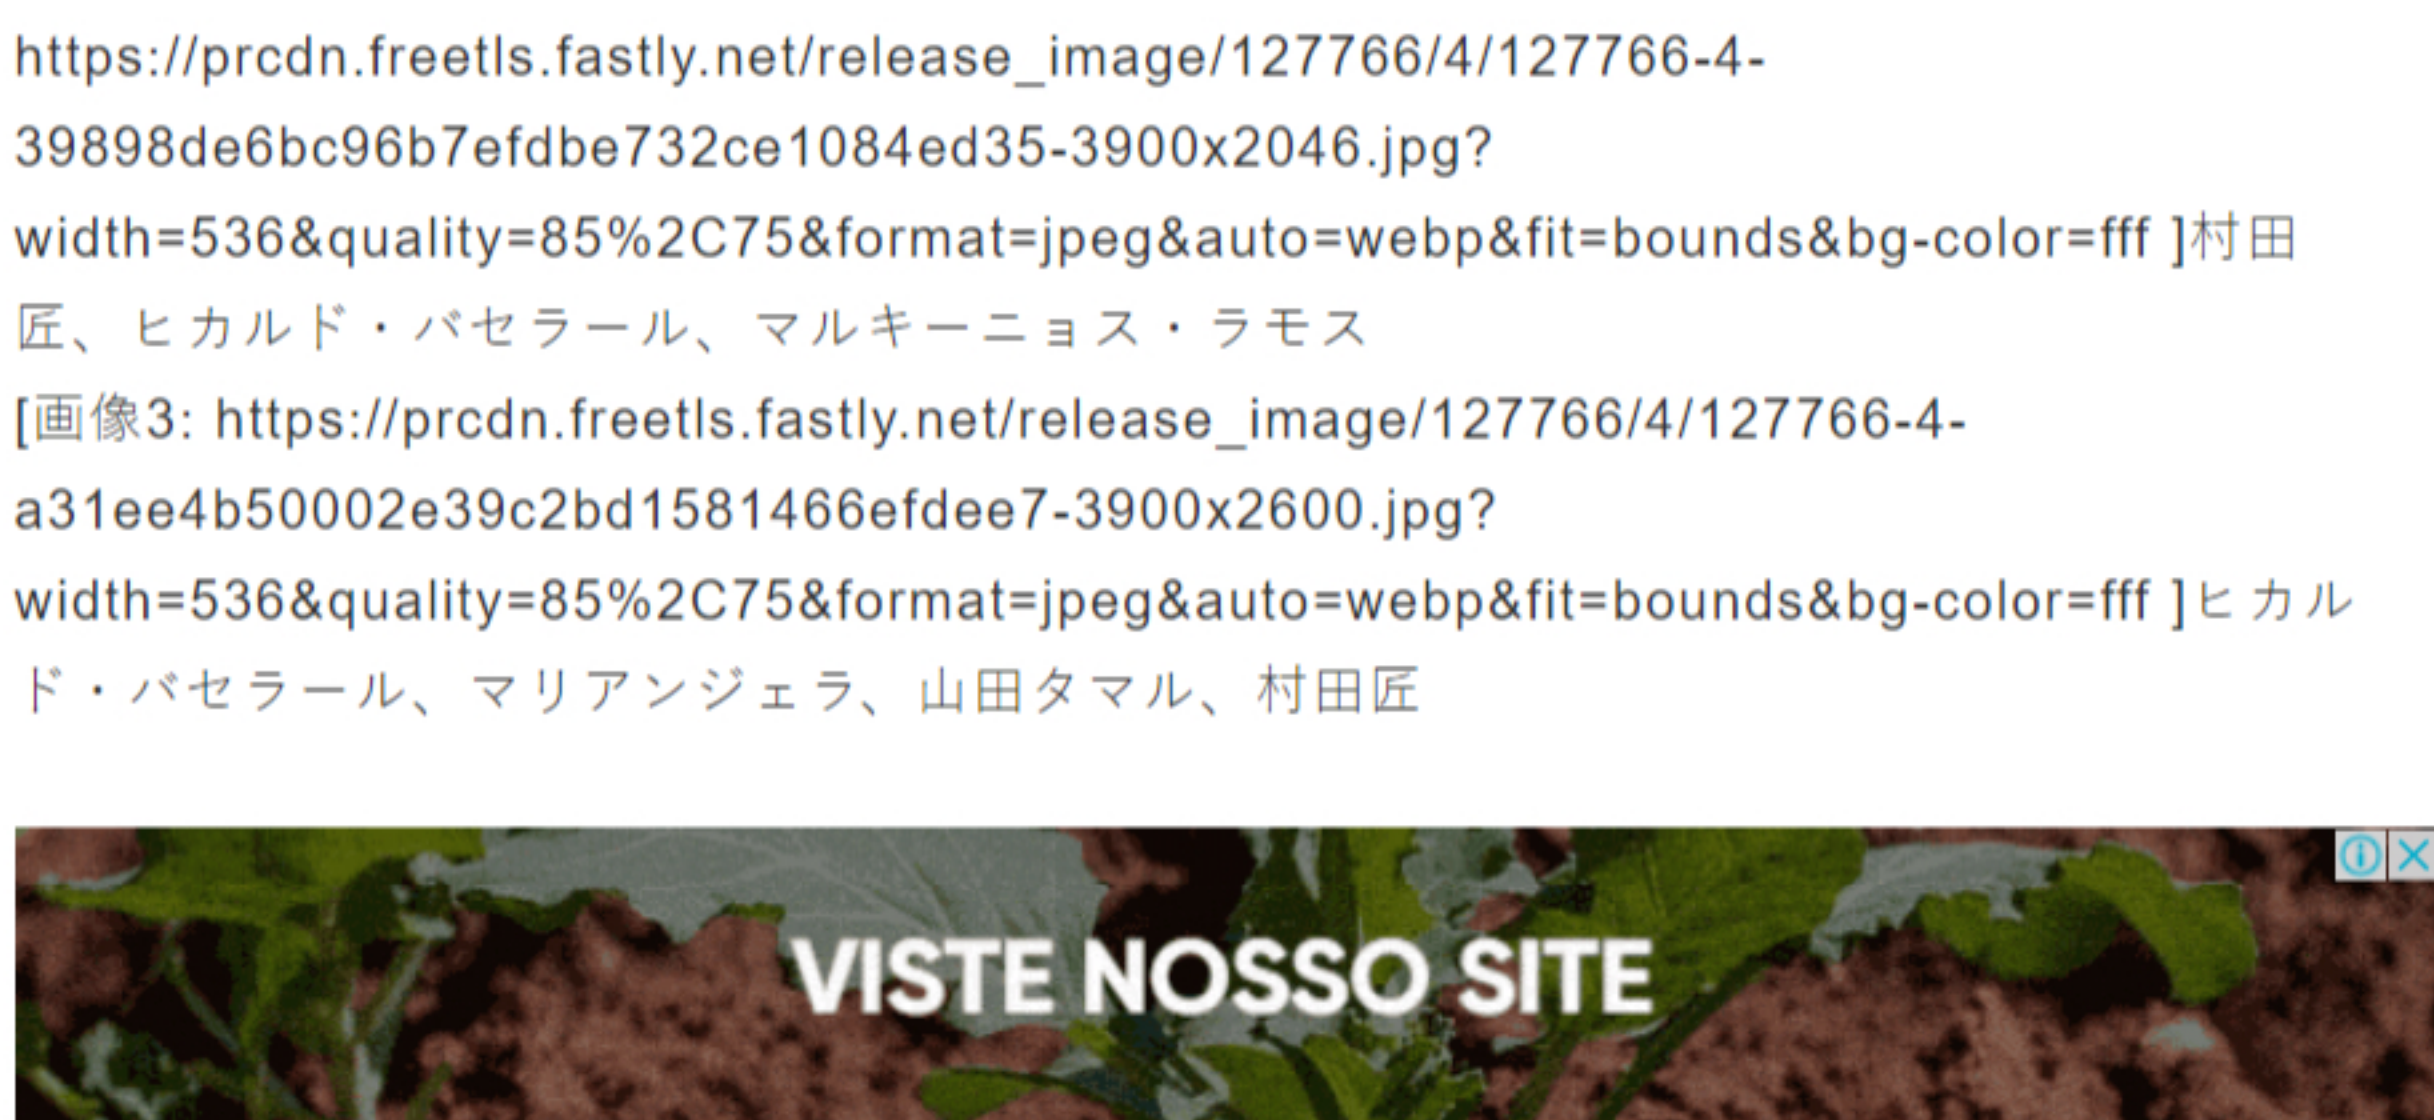 https://prcdn.freetls.fastly.net/release_image/127766/4/127766-4-
39898de6bc96b7efdbe732ce1084ed35-3900x2046.jpg?
width=536&quality=85%2C75&format=jpeg&auto=webp&fit=bounds&bg-color=fff ]村田
匠、ヒカルド・バセラール、マルキーニョス・ラモス
[画像3: https://prcdn.freetls.fastly.net/release_image/127766/4/127766-4-
a31ee4b50002e39c2bd1581466efdee7-3900x2600.jpg?
width=536&quality=85%2C75&format=jpeg&auto=webp&fit=bounds&bg-color=fff ]ヒカル
ド・バセラール、マリアンジェラ、山田タマル、村田匠
VISTE NOSSO SITE